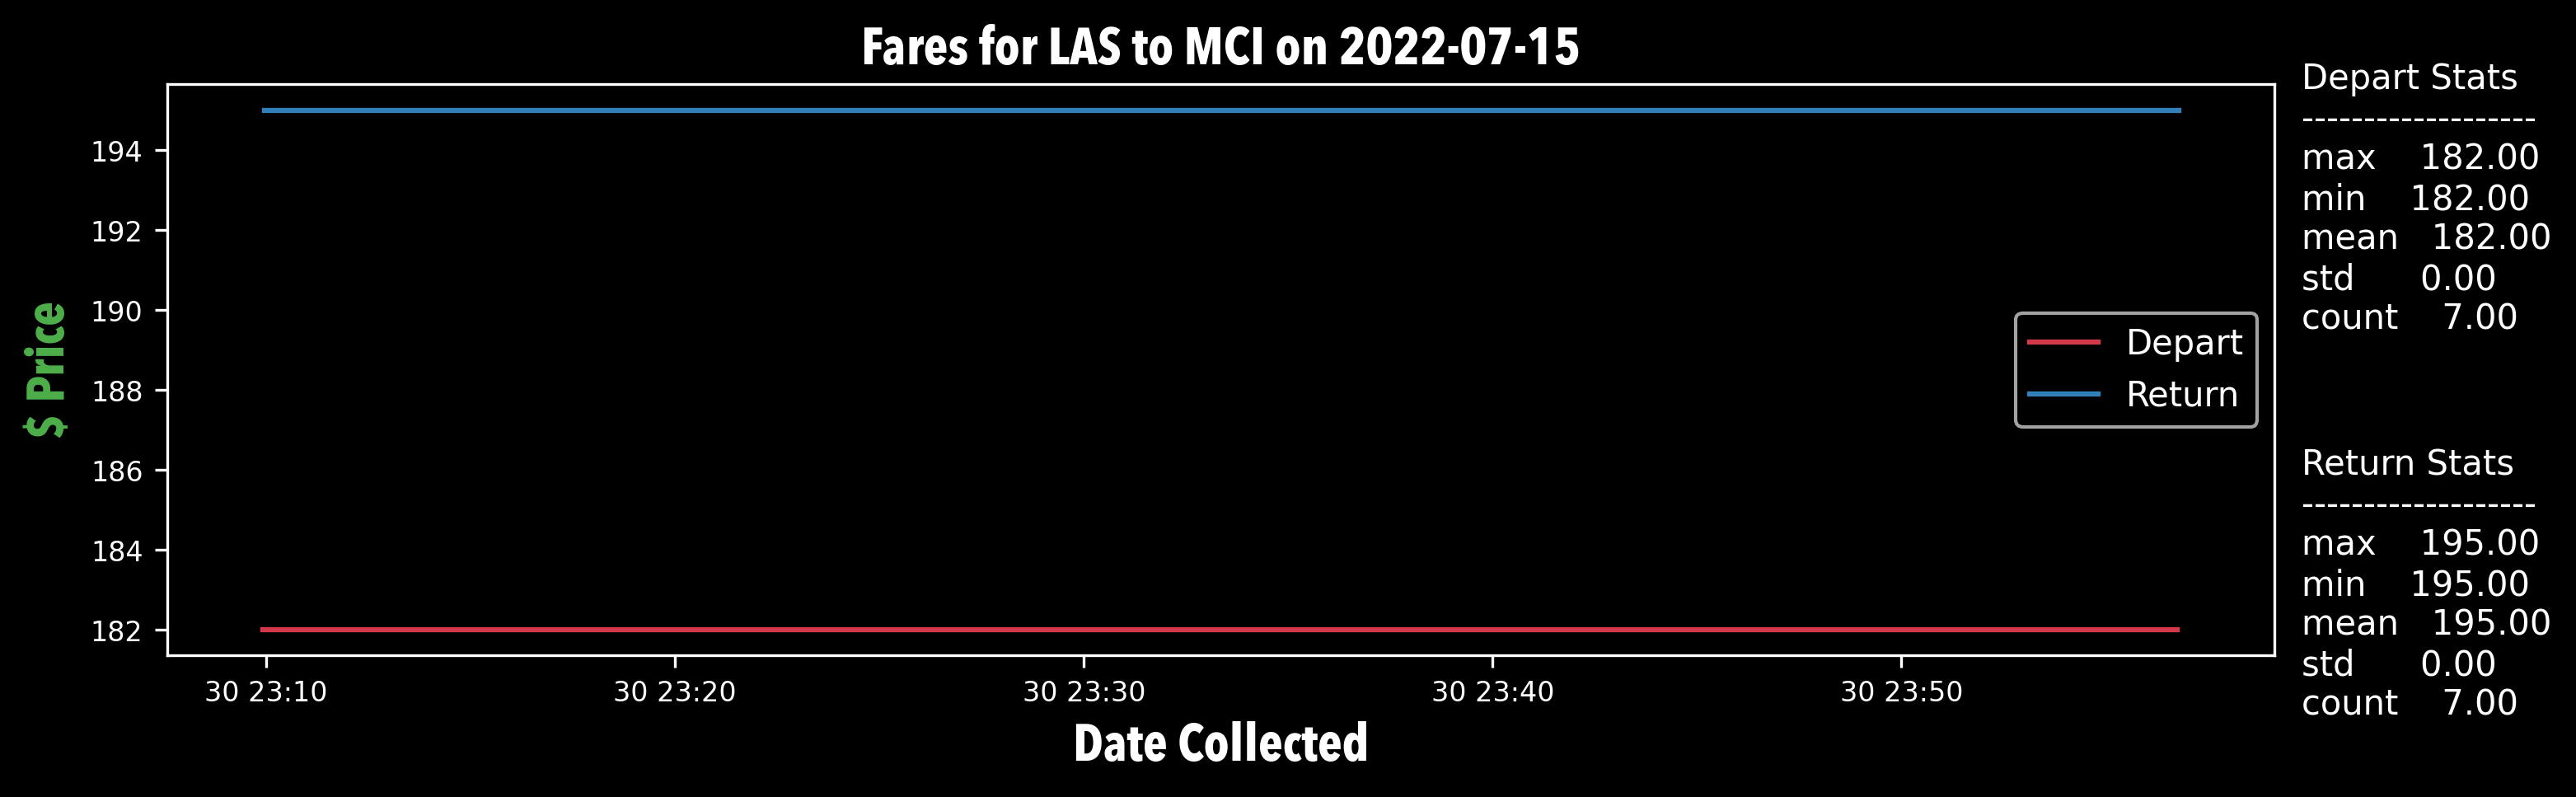 Fares for LAS to MCI on 2022-07-15
$ Price
194
192
190
188
186
184
182
30 23:10
30 23:20
30 23:30
30 23:40
30 23:50
Date Collected
Depart
Return
Depart Stats
-------------------
max 182.00
min 182.00
mean 182.00
std 0.00
count 7.00
Return Stats
-------------------
max 195.00
min 195.00
mean 195.00
std 0.00
count 7.00